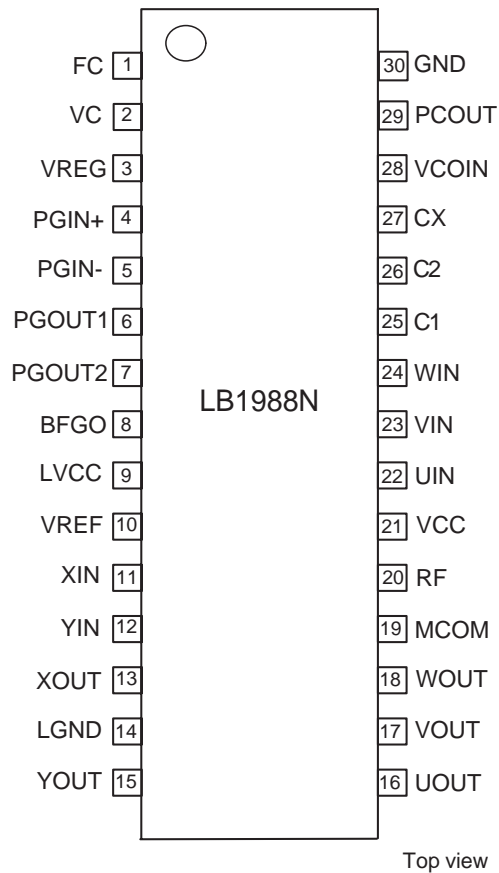 FC 1 30 GND
VC 2 29 PCOUT
VREG 3 28 VCOIN
PGIN+ 4 27 CX
PGIN- 5 26 C2
PGOUT1 6 25 C1
PGOUT2 7 24 WIN
LB1988N
BFGO 8 23 VIN
LVCC 9 22 UIN
VREF 10 21 VCC
XIN 11 20 RF
YIN 12 19 MCOM
XOUT 13 18 WOUT
LGND 14 17 VOUT
YOUT 15 16 UOUT
Top view